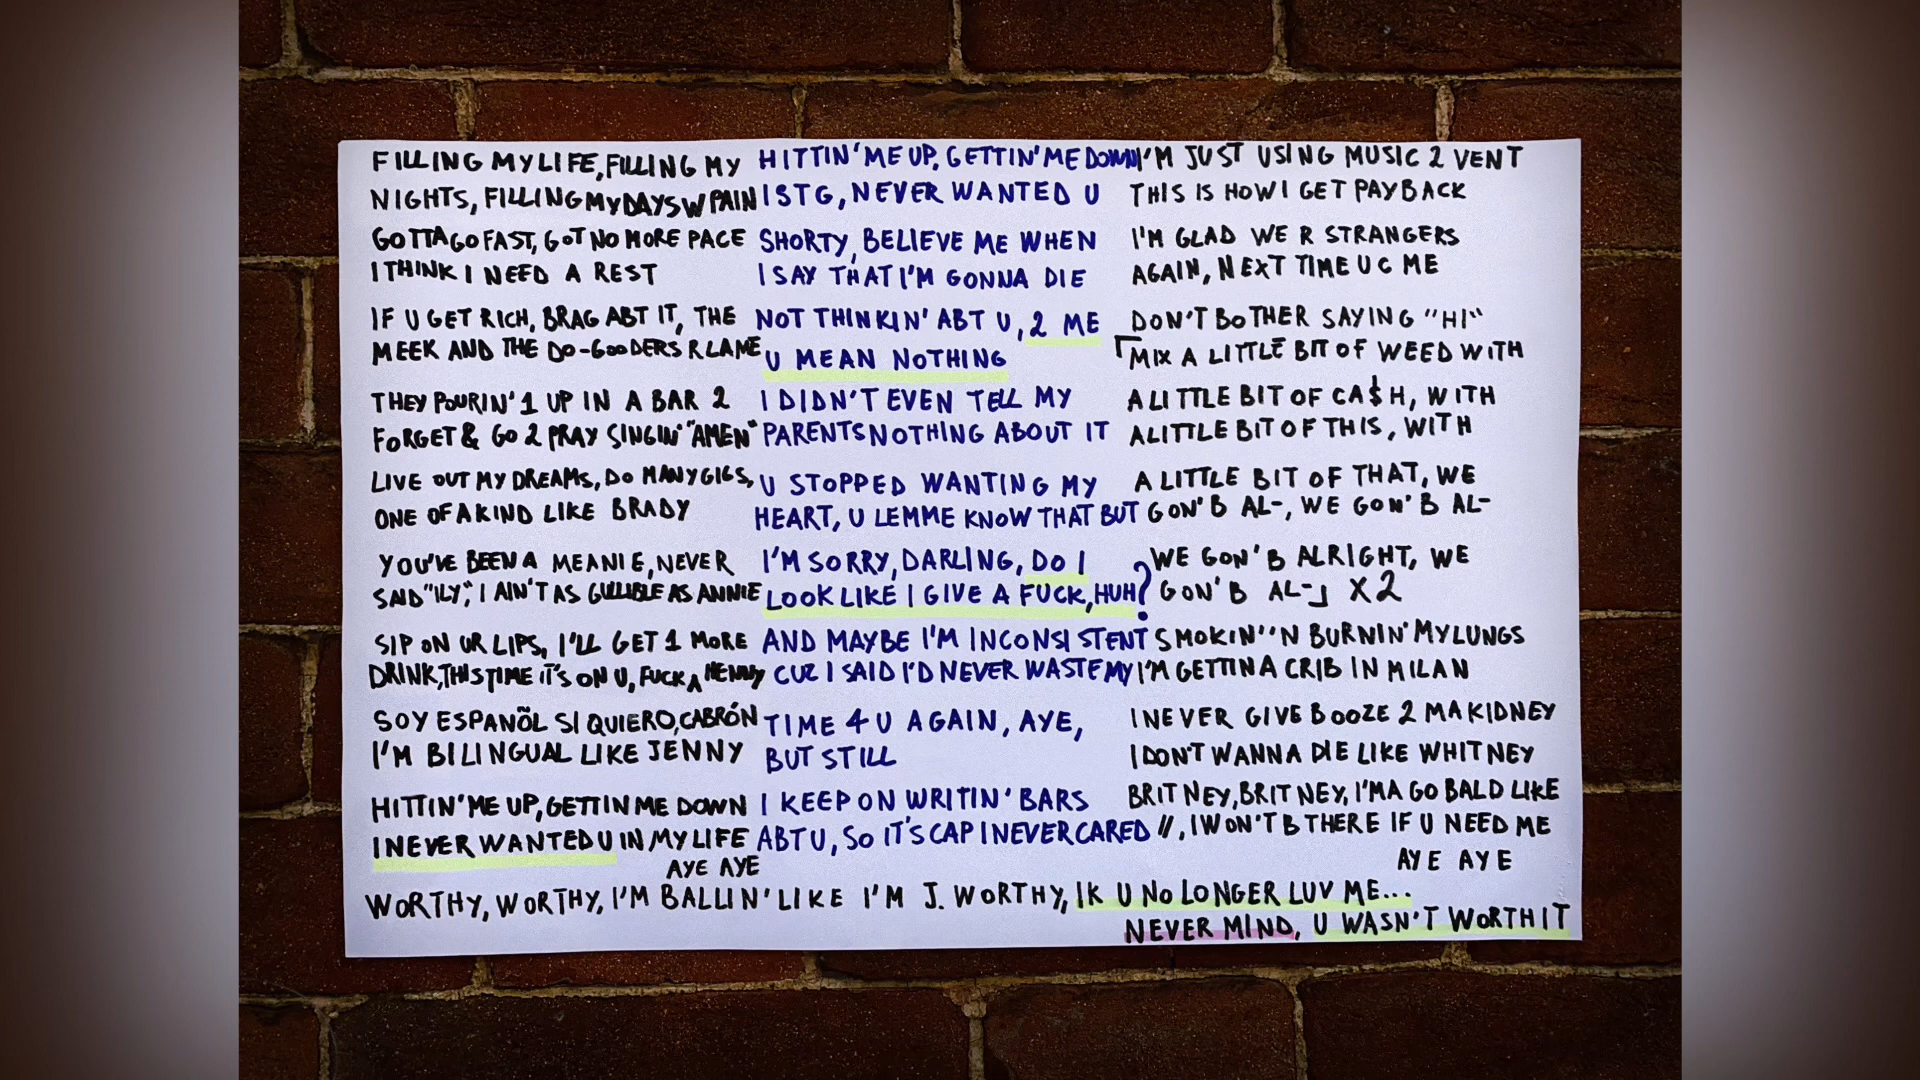 FILLING MY LIFE, FILLING MY
NIGHTS, FILLING MY DAYS W PAIN
GOTTA GO FAST, GOT NO MORE PACE
I THINK I NEED A REST
IF U GET RICH, BRAG ABT IT, THE
MEEK AND THE DO-GOODERS R LAME
THEY POURIN' 1 UP IN A BAR 2
FORGET & GO 2 PRAY SINGIN' "AMEN"
LIVE OUT MY DREAMS, DO MANY GIGS,
ONE OF A KIND LIKE BRADY
YOU'VE BEEN A MEANIE, NEVER
SAID "ILY", I AIN'T AS GULLIBLE AS ANNIE
SIP ON UR LIPS, I'LL GET 1 MORE
DRINK, THIS TIME IT'S ON U, FUCK A HENNY
SOY ESPANÕL SI QUIERO, CABRÓN
I'M BILINGUAL LIKE JENNY
HITTIN' ME UP, GETTIN ME DOWN
I NEVER WANTED U IN MY LIFE
AYE AYE
HITTIN' ME UP, GETTIN' ME DOWN
ISTG, NEVER WANTED U
SHORTY, BELIEVE ME WHEN
I SAY THAT I'M GONNA DIE
NOT THINKIN' ABT U, 2 ME
U MEAN NOTHING
I DIDN'T EVEN TELL MY
PARENTS NOTHING ABOUT IT
U STOPPED WANTING MY
HEART, U LEMME KNOW THAT BUT
I'M SORRY, DARLING, DO I
LOOK LIKE I GIVE A FUCK, HUH?
AND MAYBE I'M INCONSISTENT
CUZ I SAID I'D NEVER WASTE MY
TIME 4 U AGAIN, AYE,
BUT STILL
I KEEP ON WRITIN' BARS
ABT U, SO IT'S CAP I NEVER CARED
I'M JUST USING MUSIC 2 VENT
THIS IS HOW I GET PAYBACK
I'M GLAD WE R STRANGERS
AGAIN, NEXT TIME U C ME
DON'T BOTHER SAYING "HI"
⌈MIX A LITTLE BIT OF WEED WITH
A LITTLE BIT OF CA$H, WITH
A LITTLE BIT OF THIS, WITH
A LITTLE BIT OF THAT, WE
GON' B AL-, WE GON' B AL-
WE GON' B ALRIGHT, WE
GON' B AL-⌋ X2
SMOKIN' 'N BURNIN' MY LUNGS
I'M GETTIN A CRIB IN MILAN
I NEVER GIVE BOOZE 2 MA KIDNEY
I DON'T WANNA DIE LIKE WHITNEY
BRITNEY, BRITNEY, I'MA GO BALD LIKE
//, I WON'T B THERE IF U NEED ME
AYE AYE
WORTHY, WORTHY, I'M BALLIN' LIKE I'M J. WORTHY, IK U NO LONGER LUV ME...
NEVER MIND, U WASN'T WORTH IT